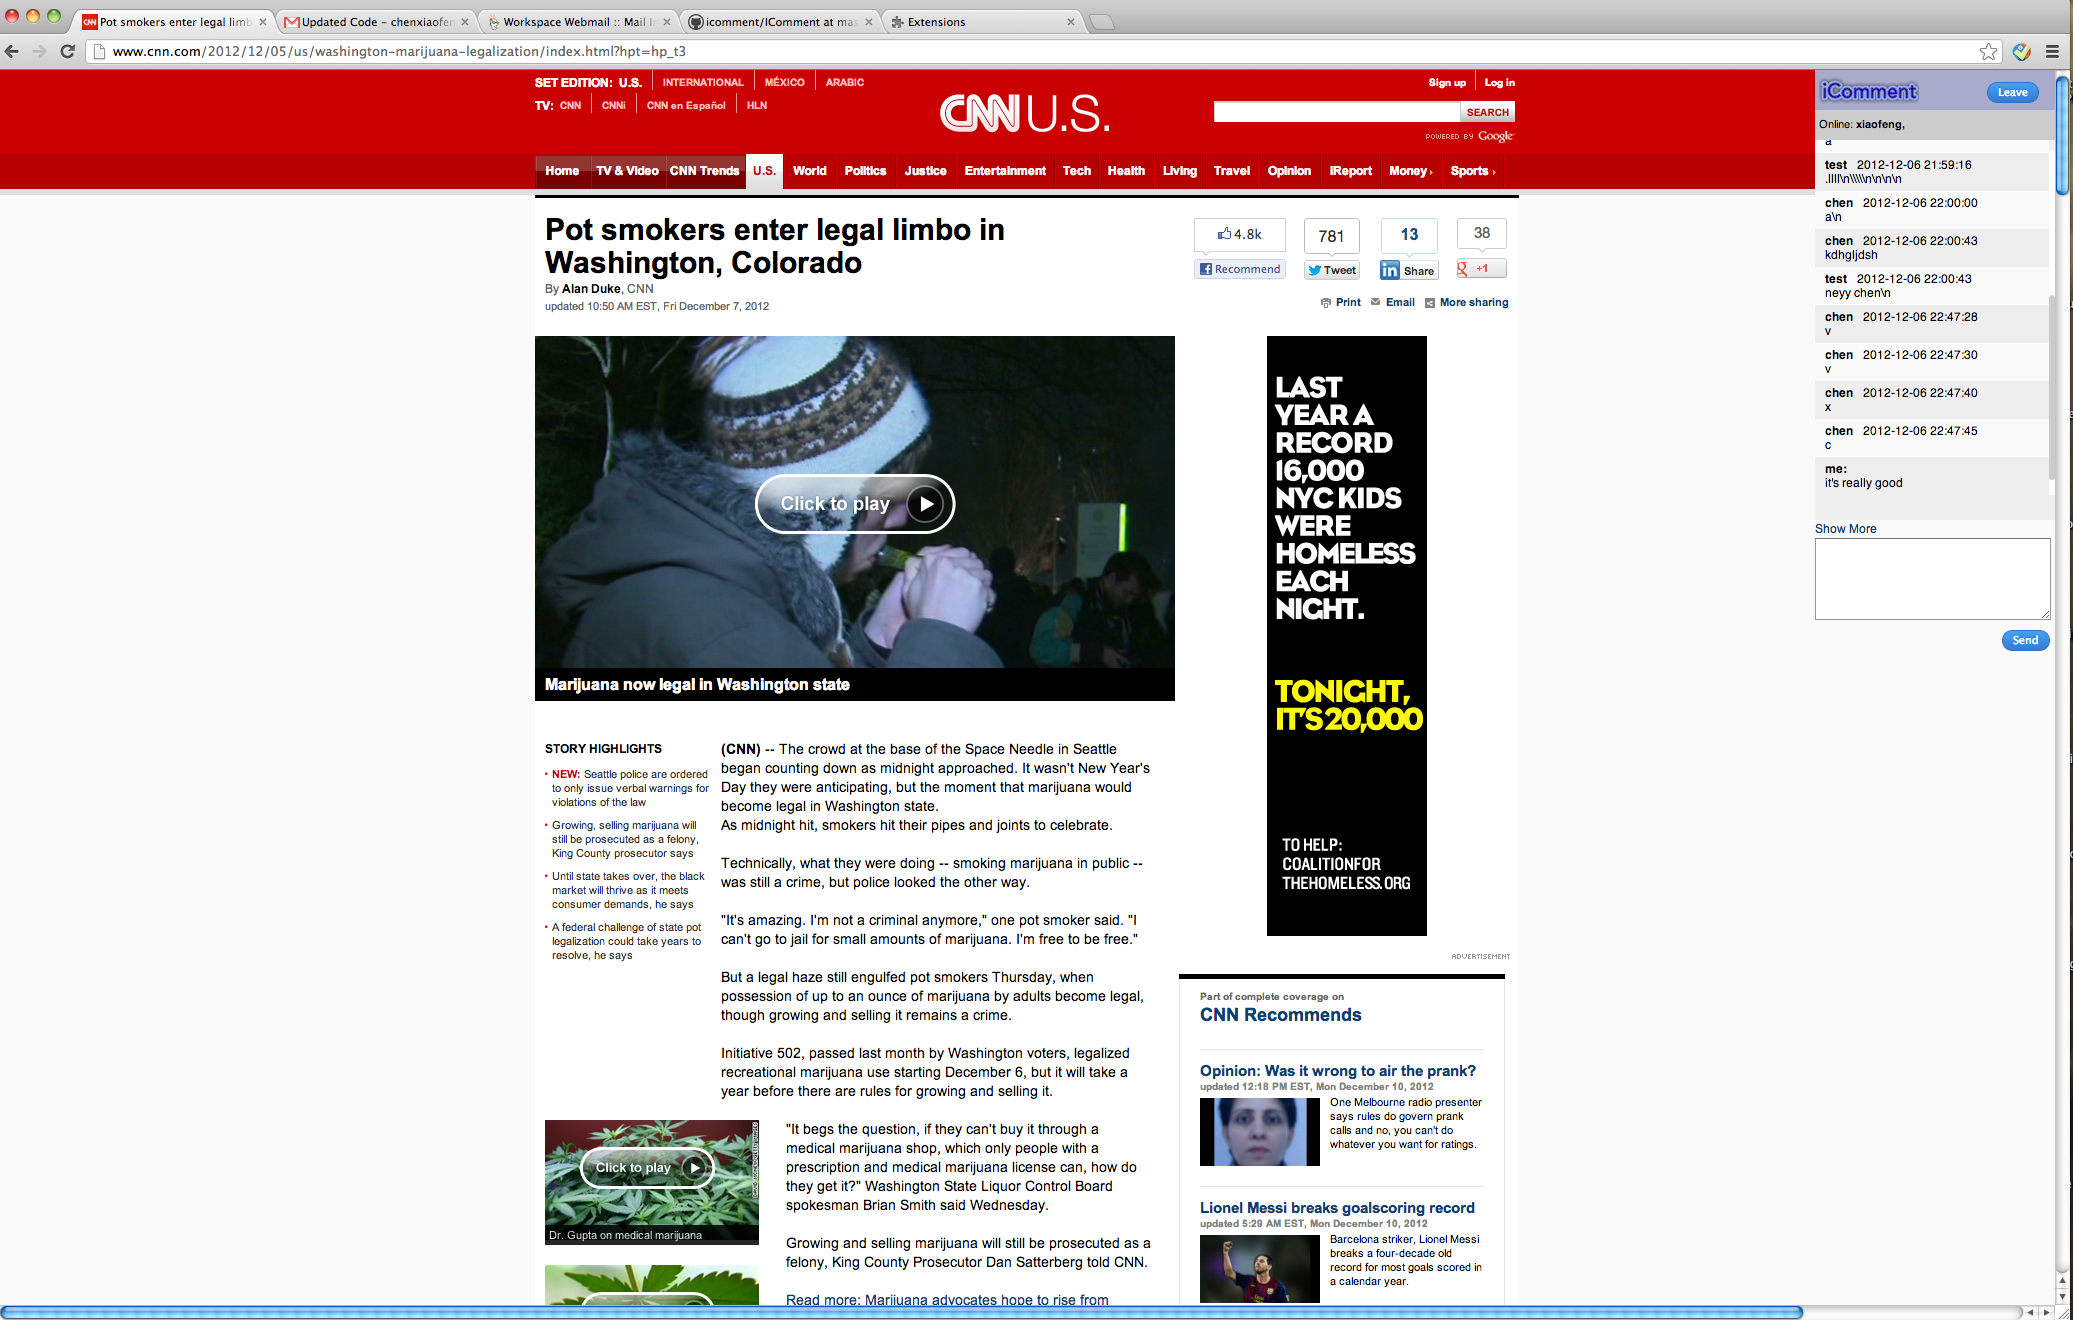 Pot smokers enter legal limb
Updated Code - chenxiaofen
Workspace Webmail :: Mail In
icomment/IComment at mas
Extensions
www.cnn.com/2012/12/05/us/washington-marijuana-legalization/index.html?hpt=hp_t3
SET EDITION: U.S. INTERNATIONAL MÉXICO ARABIC
TV: CNN CNNi CNN en Español HLN
CNN U.S.
Sign up Log in
SEARCH
POWERED BY Google
Home TV & Video CNN Trends U.S. World Politics Justice Entertainment Tech Health Living Travel Opinion iReport Money Sports
Pot smokers enter legal limbo in
Washington, Colorado
By Alan Duke, CNN
updated 10:50 AM EST, Fri December 7, 2012
4.8k 781 13 38
Recommend Tweet Share +1
Print Email More sharing
Click to play
Marijuana now legal in Washington state
STORY HIGHLIGHTS
NEW: Seattle police are ordered
to only issue verbal warnings for
violations of the law
Growing, selling marijuana will
still be prosecuted as a felony,
King County prosecutor says
Until state takes over, the black
market will thrive as it meets
consumer demands, he says
A federal challenge of state pot
legalization could take years to
resolve, he says
(CNN) -- The crowd at the base of the Space Needle in Seattle
began counting down as midnight approached. It wasn't New Year's
Day they were anticipating, but the moment that marijuana would
become legal in Washington state.
As midnight hit, smokers hit their pipes and joints to celebrate.
Technically, what they were doing -- smoking marijuana in public --
was still a crime, but police looked the other way.
"It's amazing. I'm not a criminal anymore," one pot smoker said. "I
can't go to jail for small amounts of marijuana. I'm free to be free."
But a legal haze still engulfed pot smokers Thursday, when
possession of up to an ounce of marijuana by adults become legal,
though growing and selling it remains a crime.
Initiative 502, passed last month by Washington voters, legalized
recreational marijuana use starting December 6, but it will take a
year before there are rules for growing and selling it.
Click to play
Dr. Gupta on medical marijuana
"It begs the question, if they can't buy it through a
medical marijuana shop, which only people with a
prescription and medical marijuana license can, how do
they get it?" Washington State Liquor Control Board
spokesman Brian Smith said Wednesday.
Growing and selling marijuana will still be prosecuted as a
felony, King County Prosecutor Dan Satterberg told CNN.
Read more: Marijuana advocates hope to rise from
LAST
YEAR A
RECORD
16,000
NYC KIDS
WERE
HOMELESS
EACH
NIGHT.
TONIGHT,
IT'S 20,000
TO HELP:
COALITIONFOR
THEHOMELESS.ORG
ADVERTISEMENT
Part of complete coverage on
CNN Recommends
Opinion: Was it wrong to air the prank?
updated 12:18 PM EST, Mon December 10, 2012
One Melbourne radio presenter
says rules do govern prank
calls and no, you can't do
whatever you want for ratings.
Lionel Messi breaks goalscoring record
updated 5:29 AM EST, Mon December 10, 2012
Barcelona striker, Lionel Messi
breaks a four-decade old
record for most goals scored in
a calendar year.
iComment
Leave
Online: xiaofeng,
a
test 2012-12-06 21:59:16
.llll\n\\\\\n\n\n\n
chen 2012-12-06 22:00:00
a\n
chen 2012-12-06 22:00:43
kdhgljdsh
test 2012-12-06 22:00:43
neyy chen\n
chen 2012-12-06 22:47:28
v
chen 2012-12-06 22:47:30
v
chen 2012-12-06 22:47:40
x
chen 2012-12-06 22:47:45
c
me:
it's really good
Show More
Send